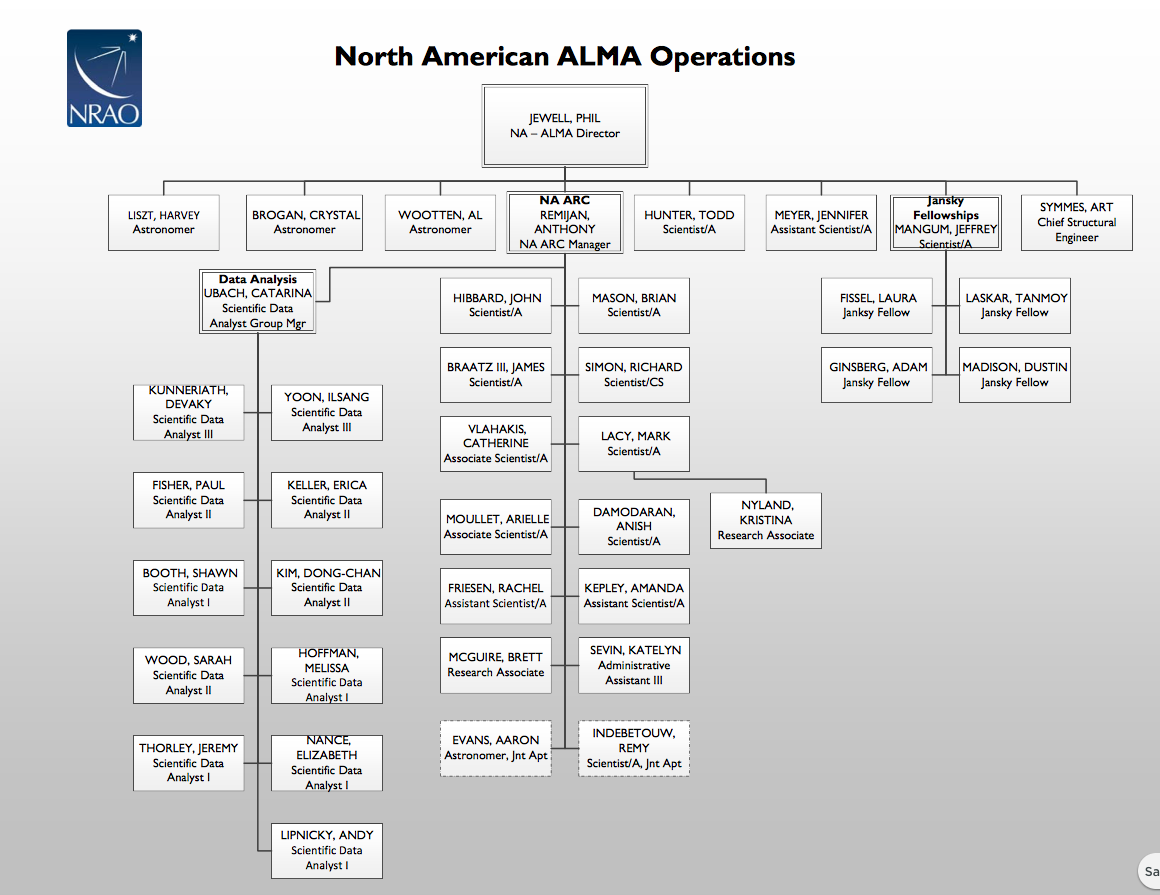 NRAO
North American ALMA Operations
JEWELL, PHIL
NA – ALMA Director
LISZT, HARVEY
Astronomer
BROGAN, CRYSTAL
Astronomer
WOOTTEN, AL
Astronomer
NA ARC
REMIJAN,
ANTHONY
NA ARC Manager
HUNTER, TODD
Scientist/A
MEYER, JENNIFER
Assistant Scientist/A
Jansky
Fellowships
MANGUM, JEFFREY
Scientist/A
SYMMES, ART
Chief Structural
Engineer
Data Analysis
UBACH, CATARINA
Scientific Data
Analyst Group Mgr
KUNNERIATH,
DEVAKY
Scientific Data
Analyst III
YOON, ILSANG
Scientific Data
Analyst III
FISHER, PAUL
Scientific Data
Analyst II
KELLER, ERICA
Scientific Data
Analyst II
BOOTH, SHAWN
Scientific Data
Analyst I
KIM, DONG-CHAN
Scientific Data
Analyst II
WOOD, SARAH
Scientific Data
Analyst II
HOFFMAN,
MELISSA
Scientific Data
Analyst I
THORLEY, JEREMY
Scientific Data
Analyst I
NANCE,
ELIZABETH
Scientific Data
Analyst I
LIPNICKY, ANDY
Scientific Data
Analyst I
HIBBARD, JOHN
Scientist/A
MASON, BRIAN
Scientist/A
BRAATZ III, JAMES
Scientist/A
SIMON, RICHARD
Scientist/CS
VLAHAKIS,
CATHERINE
Associate Scientist/A
LACY, MARK
Scientist/A
NYLAND,
KRISTINA
Research Associate
MOULLET, ARIELLE
Associate Scientist/A
DAMODARAN,
ANISH
Scientist/A
FRIESEN, RACHEL
Assistant Scientist/A
KEPLEY, AMANDA
Assistant Scientist/A
MCGUIRE, BRETT
Research Associate
SEVIN, KATELYN
Administrative
Assistant III
EVANS, AARON
Astronomer, Jnt Apt
INDEBETOUW,
REMY
Scientist/A, Jnt Apt
FISSEL, LAURA
Janksy Fellow
LASKAR, TANMOY
Jansky Fellow
GINSBERG, ADAM
Jansky Fellow
MADISON, DUSTIN
Jansky Fellow
Sa